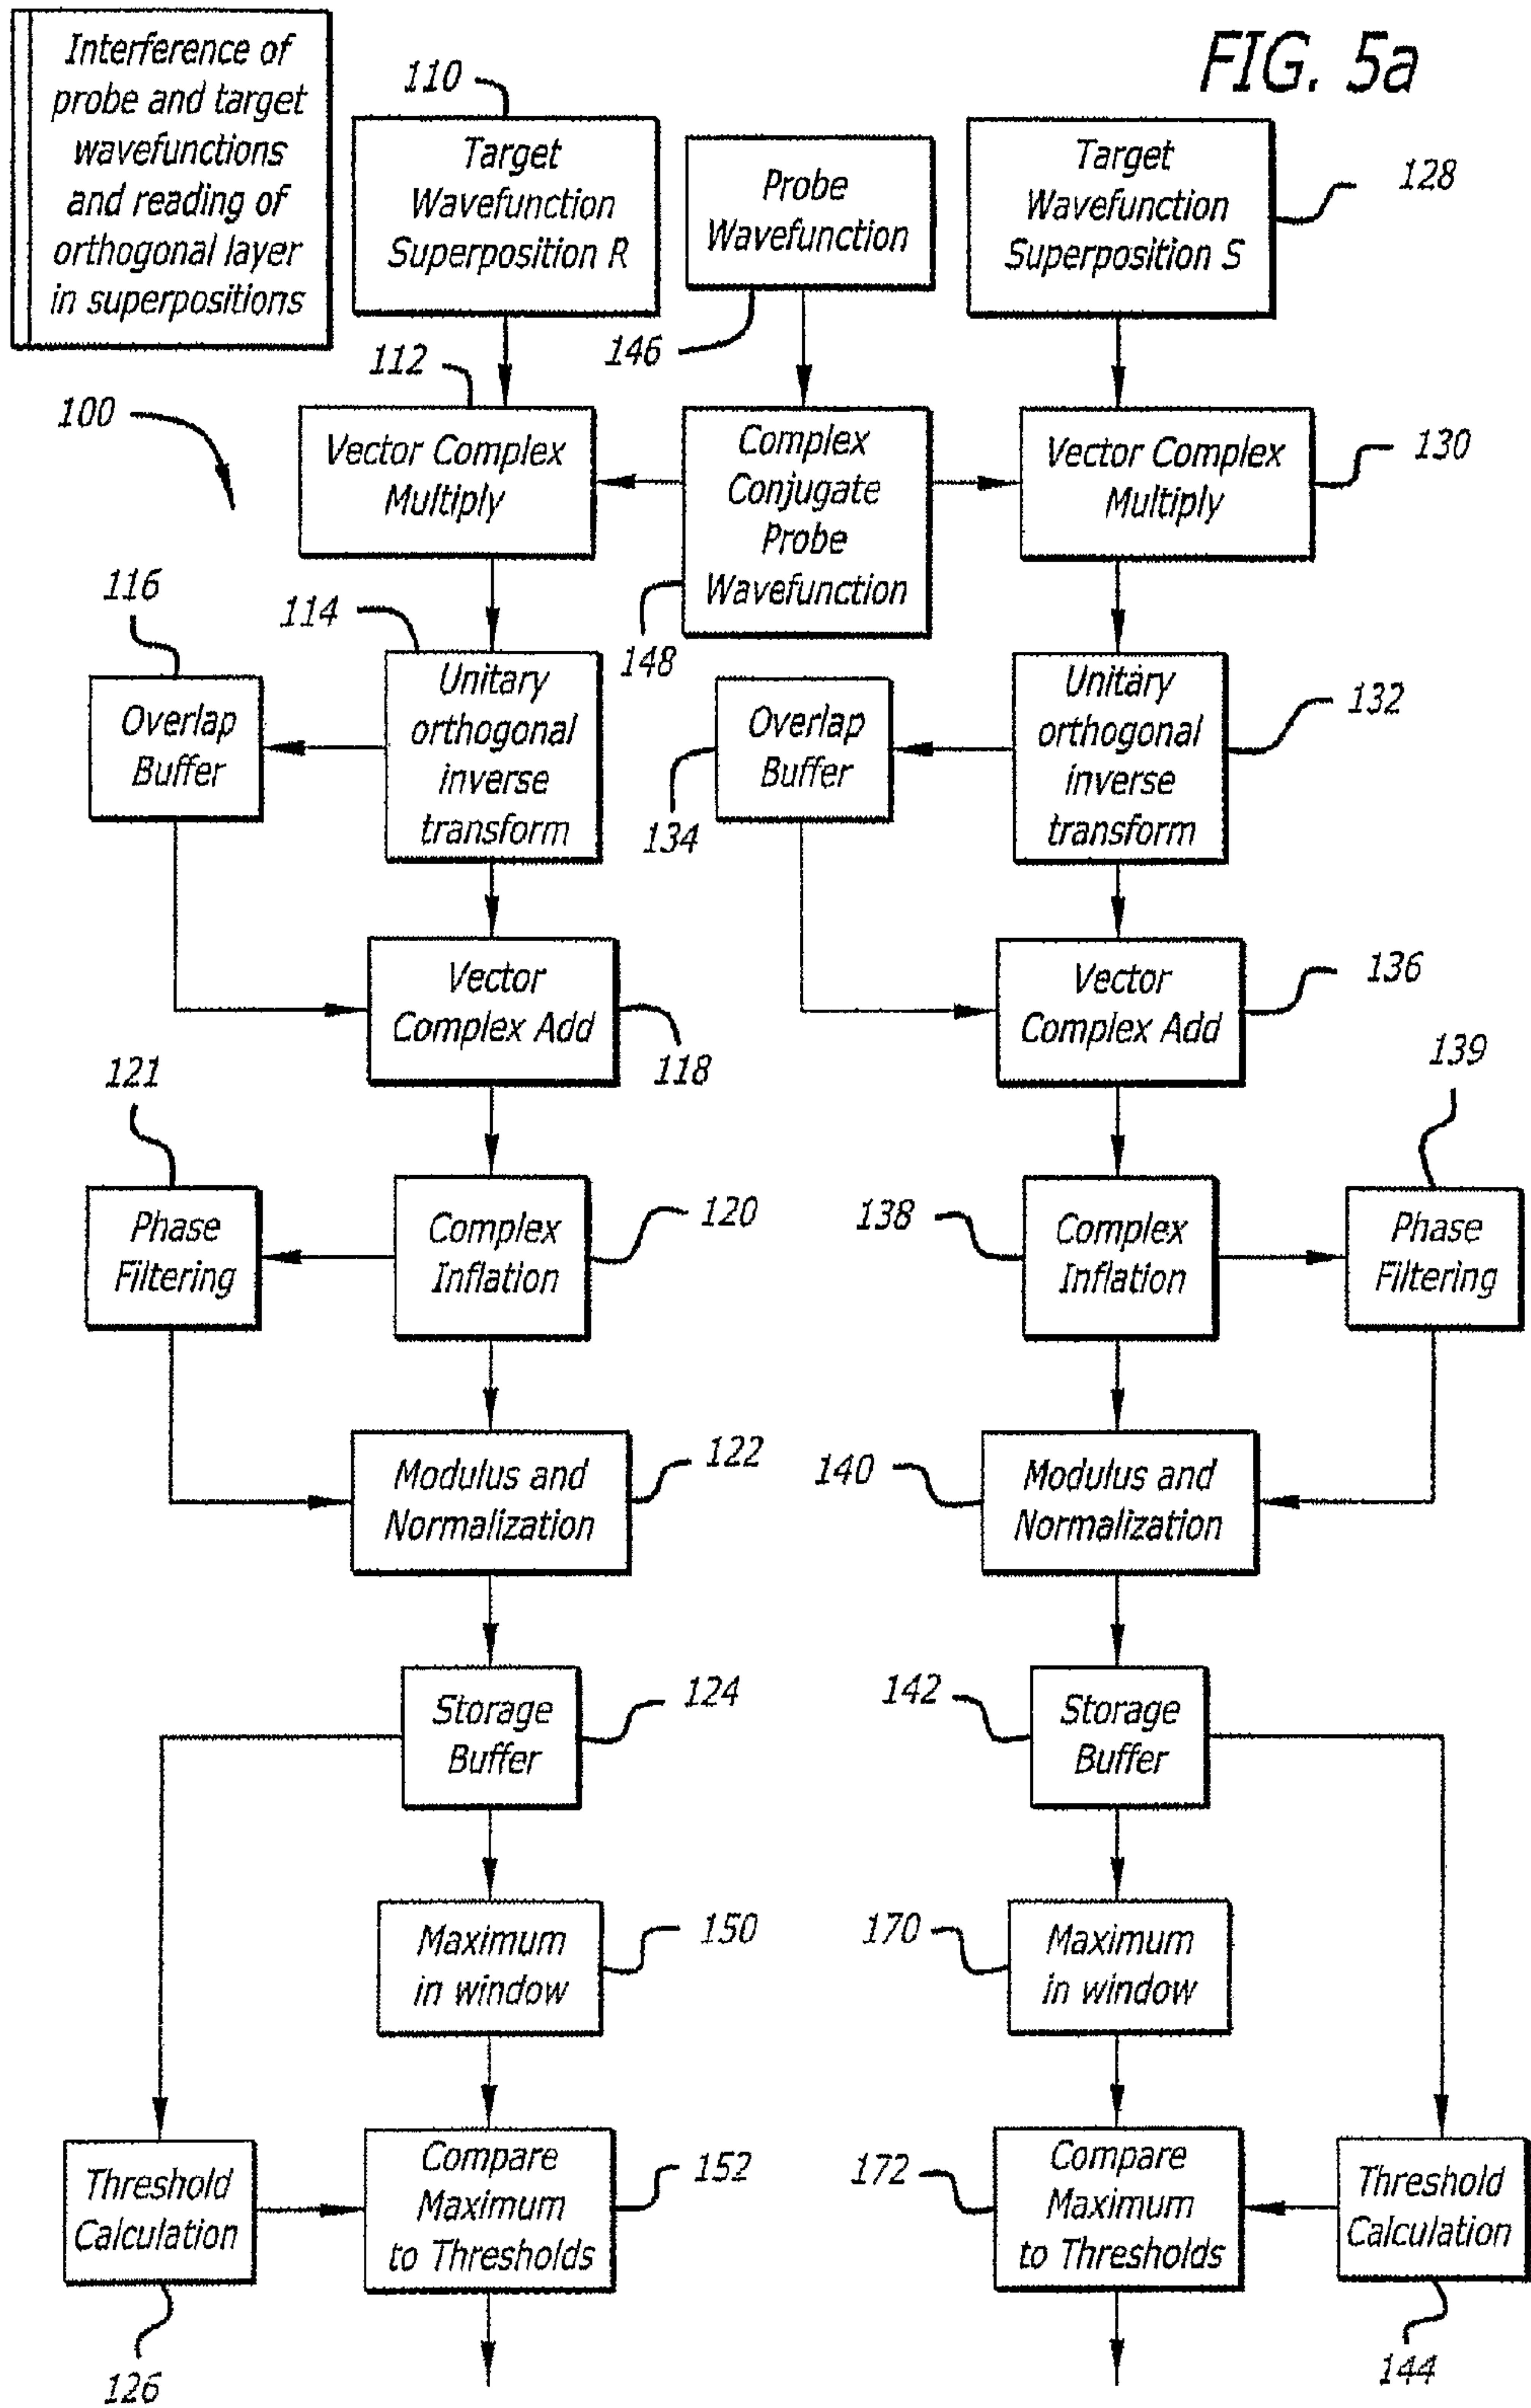 FIG. 5a
Interference of
probe and target
wavefunctions
and reading of
orthogonal layer
in superpositions
110
Target
Wavefunction
Superposition R
Probe
Wavefunction
Target
Wavefunction
Superposition S
128
146
112
100
Vector Complex
Multiply
Complex
Conjugate
Probe
Wavefunction
Vector Complex
Multiply
130
116
114
148
Overlap
Buffer
Unitary
orthogonal
inverse
transform
Overlap
Buffer
134
Unitary
orthogonal
inverse
transform
132
Vector
Complex Add
118
Vector
Complex Add
136
121
139
Phase
Filtering
Complex
Inflation
120
138
Complex
Inflation
Phase
Filtering
Modulus and
Normalization
122
140
Modulus and
Normalization
Storage
Buffer
124
142
Storage
Buffer
Maximum
in window
150
170
Maximum
in window
Threshold
Calculation
126
Compare
Maximum
to Thresholds
152
172
Compare
Maximum
to Thresholds
Threshold
Calculation
144